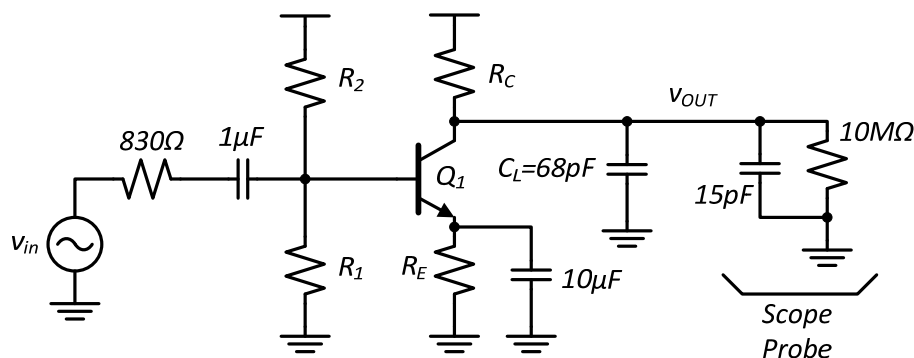 R2
RC
vOUT
830Ω
1µF
10MΩ
Q1
CL=68pF
15pF
vin
R1
RE
10µF
Scope
Probe